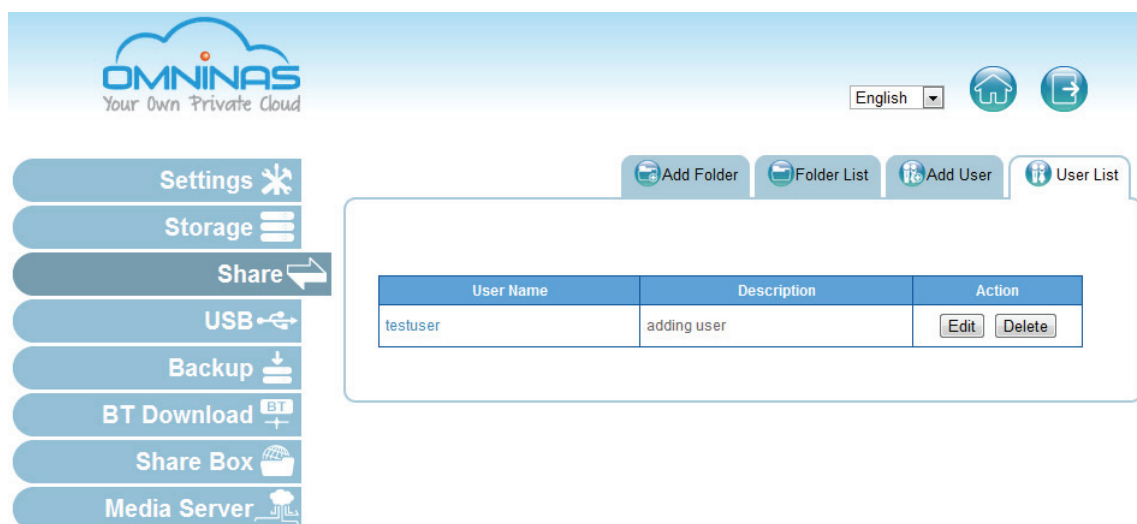 OMNINAS
Your Own Private Cloud
English
Settings
Storage
Share
USB
Backup
BT Download
BT
Share Box
Media Server
Add Folder
Folder List
Add User
User List
User Name Description Action
testuser adding user Edit Delete